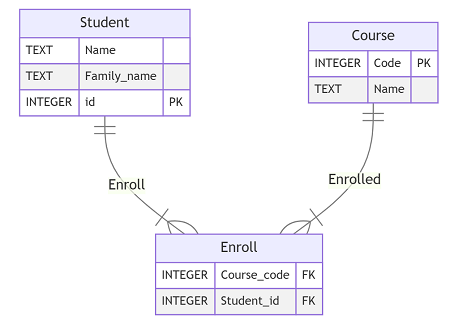 Student
TEXT Name
TEXT Family_name
INTEGER id PK
Course
INTEGER Code PK
TEXT Name
Enroll
Enrolled
Enroll
INTEGER Course_code FK
INTEGER Student_id FK